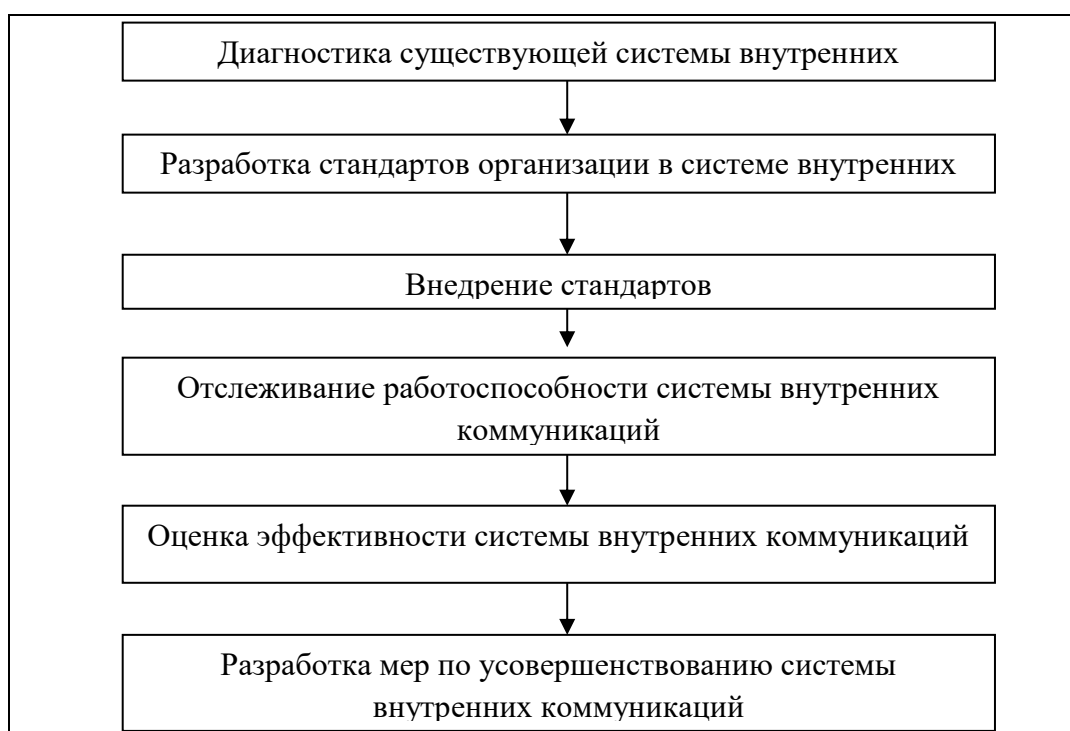 Диагностика существующей системы внутренних
Разработка стандартов организации в системе внутренних
Внедрение стандартов
Отслеживание работоспособности системы внутренних
коммуникаций
Оценка эффективности системы внутренних коммуникаций
Разработка мер по усовершенствованию системы
внутренних коммуникаций